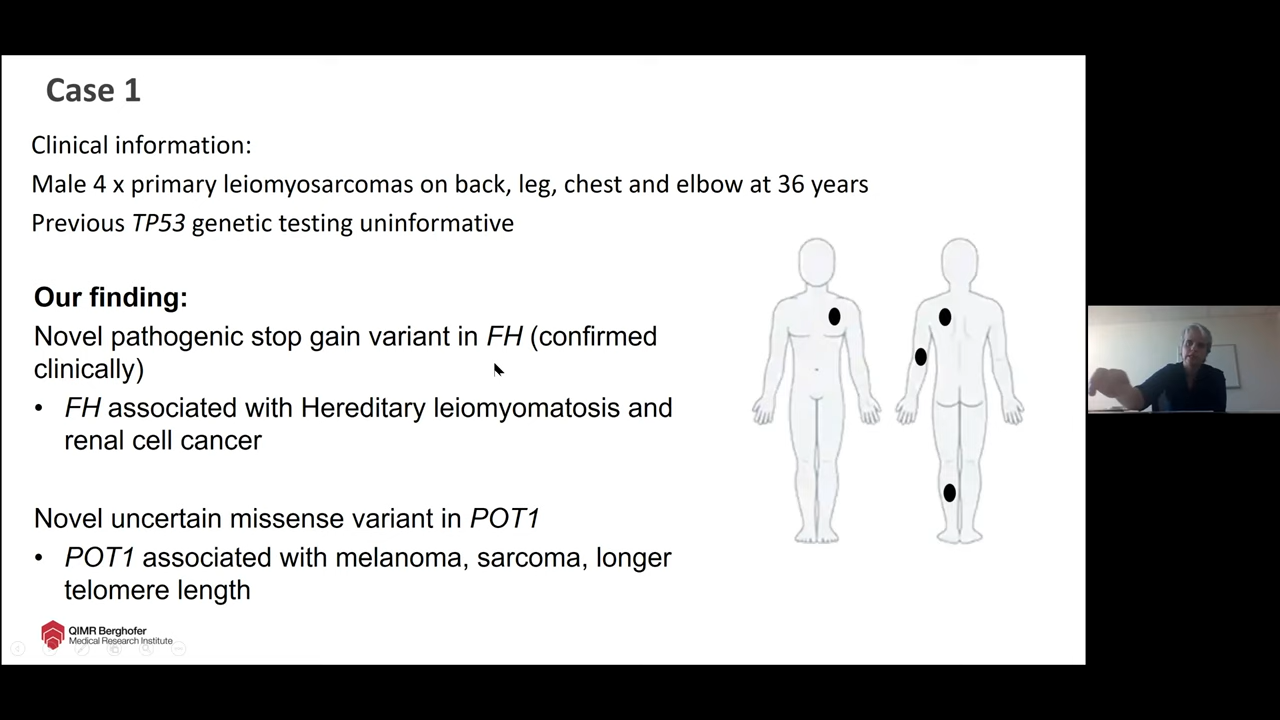 Case 1
Clinical information:
Male 4 x primary leiomyosarcomas on back, leg, chest and elbow at 36 years
Previous TP53 genetic testing uninformative
Our finding:
Novel pathogenic stop gain variant in FH (confirmed
clinically)
• FH associated with Hereditary leiomyomatosis and
renal cell cancer
Novel uncertain missense variant in POT1
• POT1 associated with melanoma, sarcoma, longer
telomere length
QIMR Berghofer
Medical Research Institute